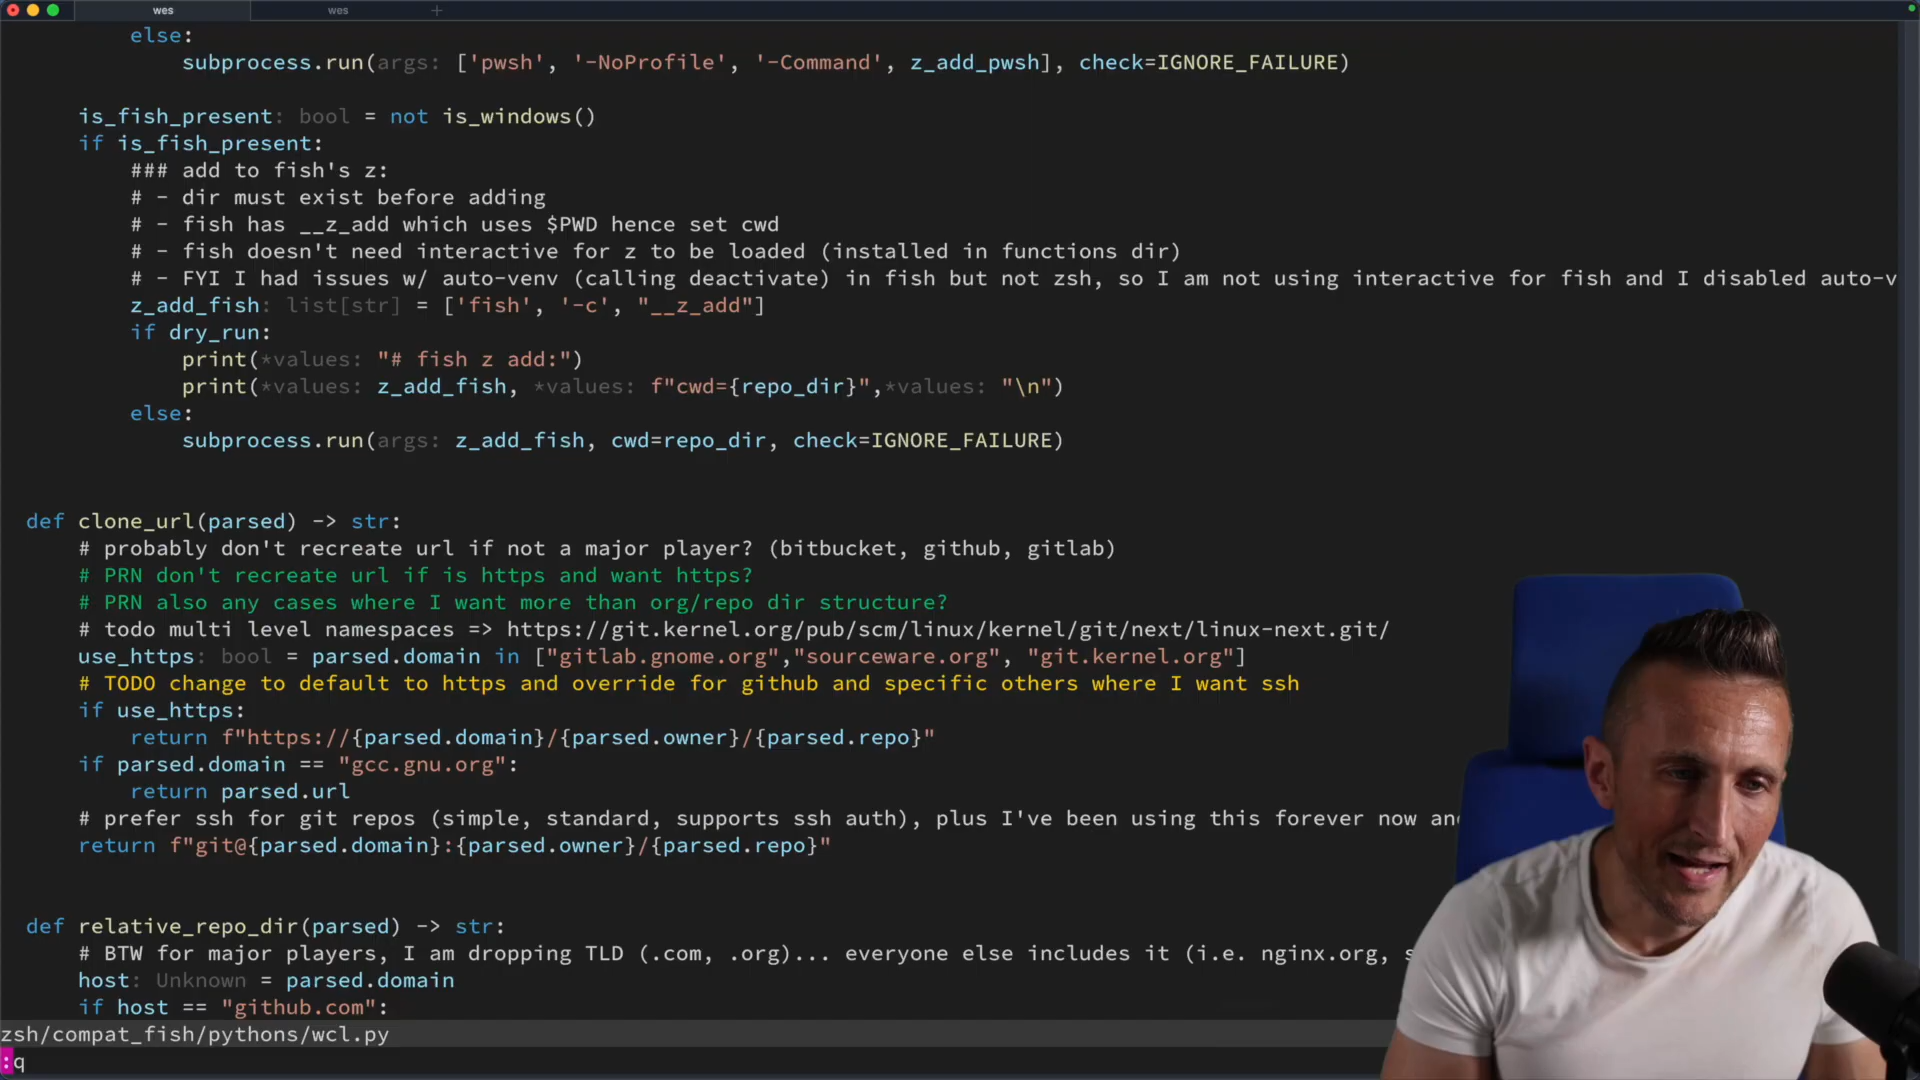 wes
wes
+
else:
subprocess.run(args: ['pwsh', '-NoProfile', '-Command', z_add_pwsh], check=IGNORE_FAILURE)
is_fish_present: bool = not is_windows()
if is_fish_present:
### add to fish's z:
# - dir must exist before adding
# - fish has __z_add which uses $PWD hence set cwd
# - fish doesn't need interactive for z to be loaded (installed in functions dir)
# - FYI I had issues w/ auto-venv (calling deactivate) in fish but not zsh, so I am not using interactive for fish and I disabled auto-v
z_add_fish: list[str] = ['fish', '-c', "__z_add"]
if dry_run:
print(*values: "# fish z add:")
print(*values: z_add_fish, *values: f"cwd={repo_dir}",*values: "\n")
else:
subprocess.run(args: z_add_fish, cwd=repo_dir, check=IGNORE_FAILURE)
def clone_url(parsed) -> str:
# probably don't recreate url if not a major player? (bitbucket, github, gitlab)
# PRN don't recreate url if is https and want https?
# PRN also any cases where I want more than org/repo dir structure?
# todo multi level namespaces => https://git.kernel.org/pub/scm/linux/kernel/git/next/linux-next.git/
use_https: bool = parsed.domain in ["gitlab.gnome.org","sourceware.org", "git.kernel.org"]
# TODO change to default to https and override for github and specific others where I want ssh
if use_https:
return f"https://{parsed.domain}/{parsed.owner}/{parsed.repo}"
if parsed.domain == "gcc.gnu.org":
return parsed.url
# prefer ssh for git repos (simple, standard, supports ssh auth), plus I've been using this forever now an
return f"git@{parsed.domain}:{parsed.owner}/{parsed.repo}"
def relative_repo_dir(parsed) -> str:
# BTW for major players, I am dropping TLD (.com, .org)... everyone else includes it (i.e. nginx.org, s
host: Unknown = parsed.domain
if host == "github.com":
zsh/compat_fish/pythons/wcl.py
:q